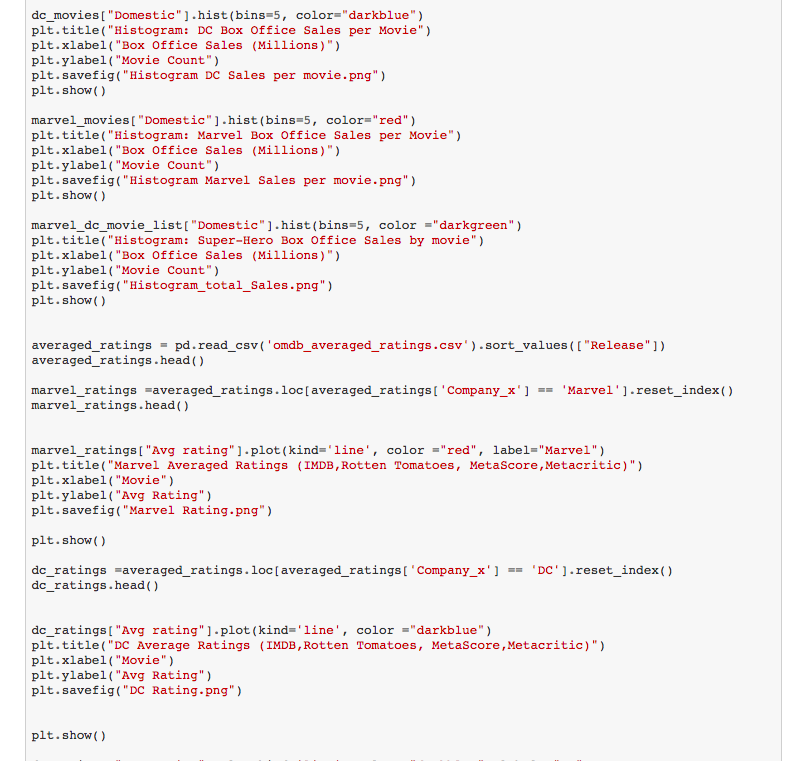 dc_movies["Domestic"].hist(bins=5, color="darkblue")
plt.title("Histogram: DC Box Office Sales per Movie")
plt.xlabel("Box Office Sales (Millions)")
plt.ylabel("Movie Count")
plt.savefig("Histogram DC Sales per movie.png")
plt.show()
marvel_movies["Domestic"].hist(bins=5, color="red")
plt.title("Histogram: Marvel Box Office Sales per Movie")
plt.xlabel("Box Office Sales (Millions)")
plt.ylabel("Movie Count")
plt.savefig("Histogram Marvel Sales per movie.png")
plt.show()
marvel_dc_movie_list["Domestic"].hist(bins=5, color ="darkgreen")
plt.title("Histogram: Super-Hero Box Office Sales by movie")
plt.xlabel("Box Office Sales (Millions)")
plt.ylabel("Movie Count")
plt.savefig("Histogram_total_Sales.png")
plt.show()
averaged_ratings = pd.read_csv('omdb_averaged_ratings.csv').sort_values(["Release"])
averaged_ratings.head()
marvel_ratings =averaged_ratings.loc[averaged_ratings['Company_x'] == 'Marvel'].reset_index()
marvel_ratings.head()
marvel_ratings["Avg rating"].plot(kind='line', color ="red", label="Marvel")
plt.title("Marvel Averaged Ratings (IMDB,Rotten Tomatoes, MetaScore,Metacritic)")
plt.xlabel("Movie")
plt.ylabel("Avg Rating")
plt.savefig("Marvel Rating.png")
plt.show()
dc_ratings =averaged_ratings.loc[averaged_ratings['Company_x'] == 'DC'].reset_index()
dc_ratings.head()
dc_ratings["Avg rating"].plot(kind='line', color ="darkblue")
plt.title("DC Average Ratings (IMDB,Rotten Tomatoes, MetaScore,Metacritic)")
plt.xlabel("Movie")
plt.ylabel("Avg Rating")
plt.savefig("DC Rating.png")
plt.show()